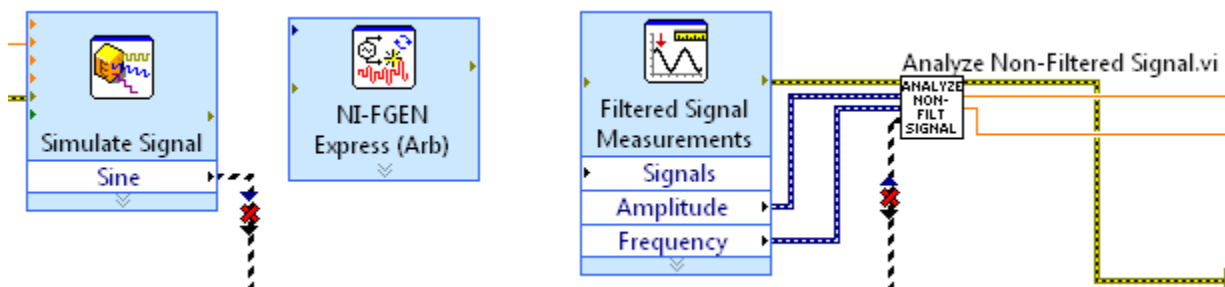 Simulate Signal
Sine
NI-FGEN
Express (Arb)
Filtered Signal
Measurements
Signals
Amplitude
Frequency
Analyze Non-Filtered Signal.vi
ANALYZE
NON-
FILT
SIGNAL